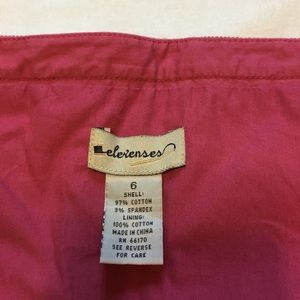 elevenses
6
SHELL:
97% COTTON
3% SPANDEX
LINING:
100% COTTON
MADE IN CHINA
RN 66170
SEE REVERSE
FOR CARE